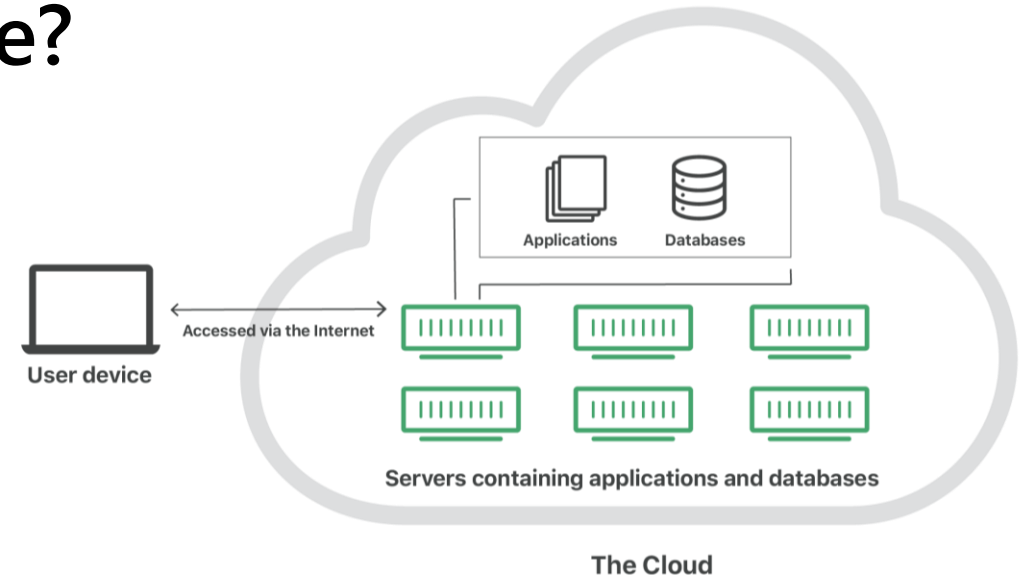 e?
Applications
Databases
Accessed via the Internet
User device
Servers containing applications and databases
The Cloud